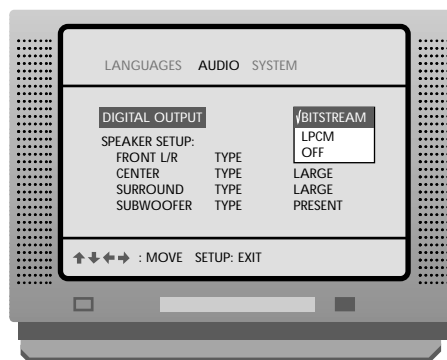 LANGUAGES AUDIO SYSTEM
DIGITAL OUTPUT √BITSTREAM
SPEAKER SETUP: LPCM
FRONT L/R TYPE OFF
CENTER TYPE LARGE
SURROUND TYPE LARGE
SUBWOOFER TYPE PRESENT
: MOVE SETUP: EXIT